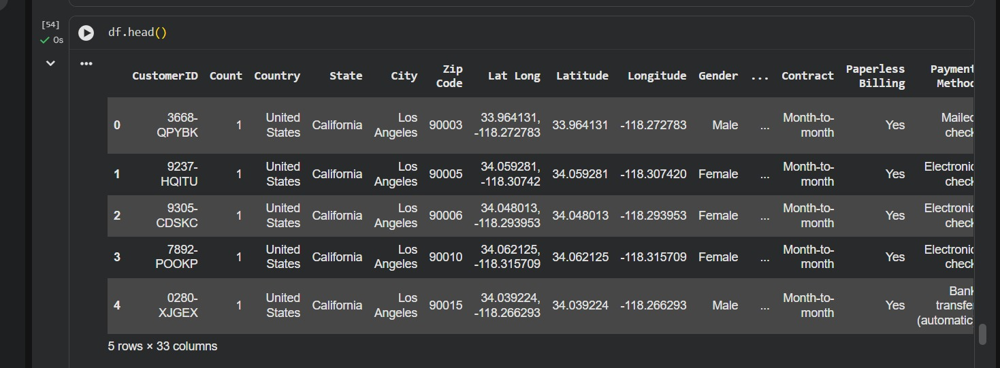 [54]
0s
df.head()
CustomerID Count Country State City Zip Code Lat Long Latitude Longitude Gender ... Contract Paperless Billing Payment Method
0 3668-QPYBK 1 United States California Los Angeles 90003 33.964131, -118.272783 33.964131 -118.272783 Male ... Month-to-month Yes Mailed check
1 9237-HQITU 1 United States California Los Angeles 90005 34.059281, -118.30742 34.059281 -118.307420 Female ... Month-to-month Yes Electronic check
2 9305-CDSKC 1 United States California Los Angeles 90006 34.048013, -118.293953 34.048013 -118.293953 Female ... Month-to-month Yes Electronic check
3 7892-POOKP 1 United States California Los Angeles 90010 34.062125, -118.315709 34.062125 -118.315709 Female ... Month-to-month Yes Electronic check
4 0280-XJGEX 1 United States California Los Angeles 90015 34.039224, -118.266293 34.039224 -118.266293 Male ... Month-to-month Yes Bank transfer (automatic
5 rows × 33 columns